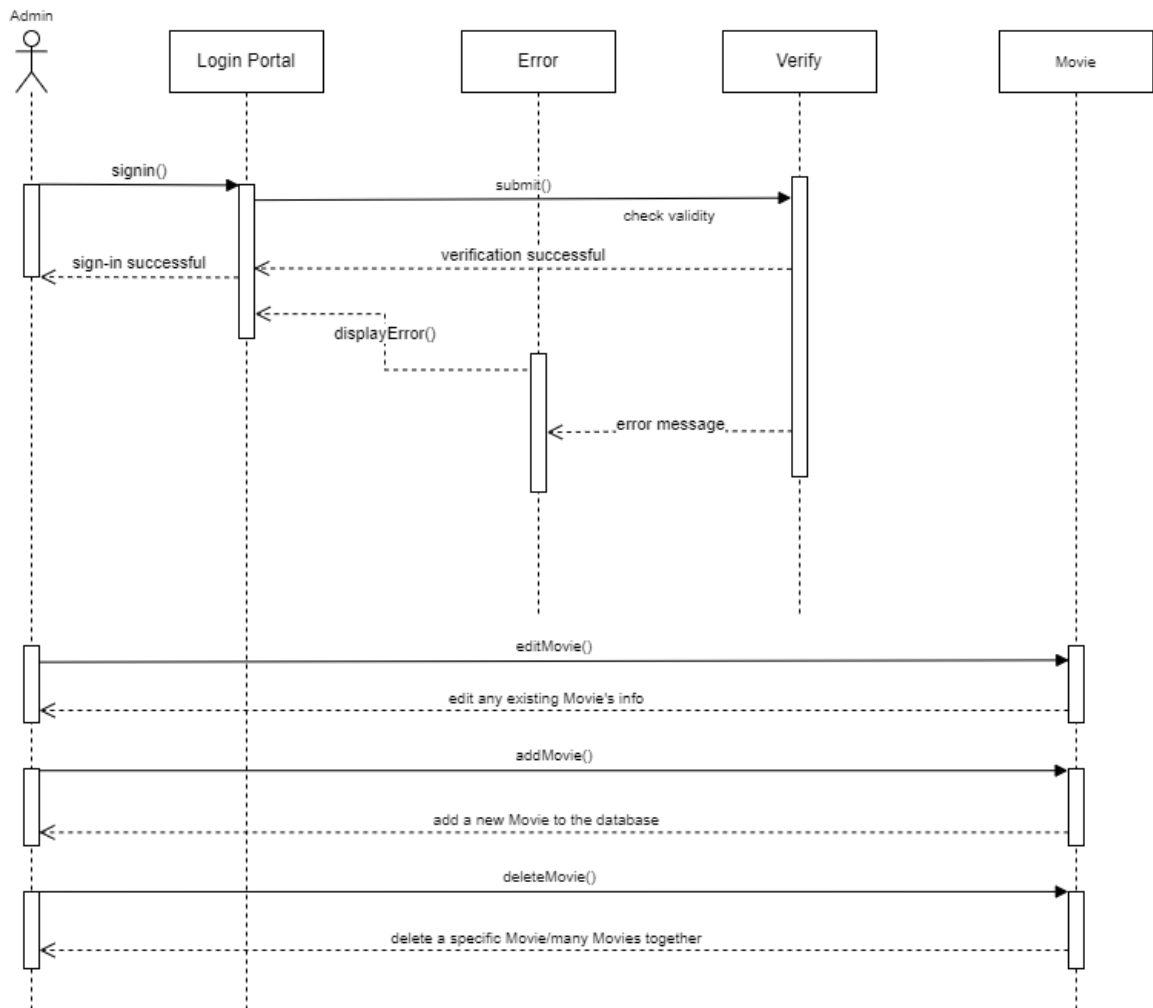 Admin
Login Portal
Error
Verify
Movie
signin()
submit()
check validity
verification successful
sign-in successful
displayError()
error message
editMovie()
edit any existing Movie's info
addMovie()
add a new Movie to the database
deleteMovie()
delete a specific Movie/many Movies together